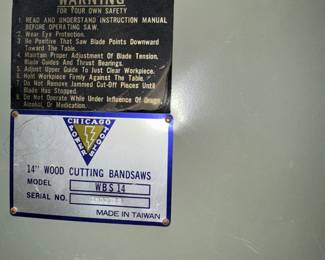 WARNING
FOR YOUR OWN SAFETY
1. READ AND UNDERSTAND INSTRUCTION MANUAL
BEFORE OPERATING SAW.
2. Wear Eye Protection.
3. Be Positive That Saw Blade Points Downward
Toward The Table.
4. Maintain Proper Adjustment Of Blade Tension,
Blade Guides And Thrust Bearings.
5. Adjust Upper Guide To Just Clear Workpiece.
6. Hold Workpiece Firmly Against The Table.
7. Do Not Remove Jammed Cut-Off Pieces Until
Blade Has Stopped.
8. Do Not Operate While Under Influence Of Drugs,
Alcohol, Or Medication.
CHICAGO
POWER TOOLS
14" WOOD CUTTING BANDSAWS
MODEL WBS14
SERIAL NO.
MADE IN TAIWAN